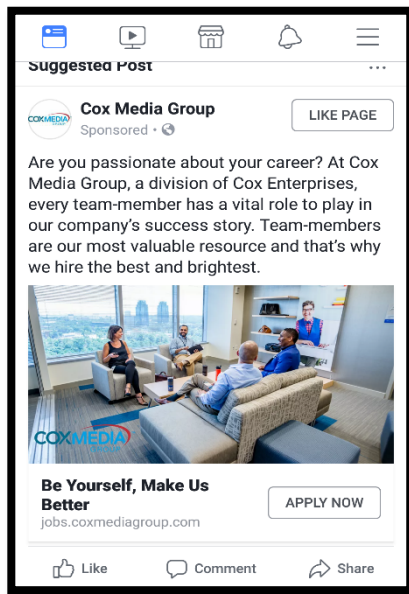 Suggested Post
Cox Media Group
LIKE PAGE
Sponsored ·
COXMEDIA
GROUP
Are you passionate about your career? At Cox
Media Group, a division of Cox Enterprises,
every team-member has a vital role to play in
our company's success story. Team-members
are our most valuable resource and that's why
we hire the best and brightest.
COXMEDIA
GROUP
Be Yourself, Make Us
Better
APPLY NOW
jobs.coxmediagroup.com
Like
Comment
Share